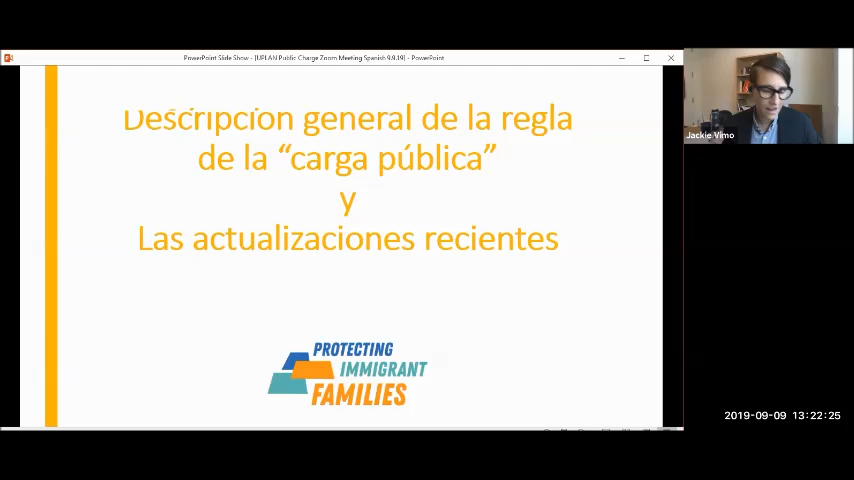 PowerPoint Slide Show - [UPLAN Public Charge Zoom Meeting Spanish 9.9.19] - PowerPoint
Descripción general de la regla
de la “carga pública”
y
Las actualizaciones recientes
PROTECTING
IMMIGRANT
FAMILIES
Jackie Vimo
2019-09-09 13:22:25